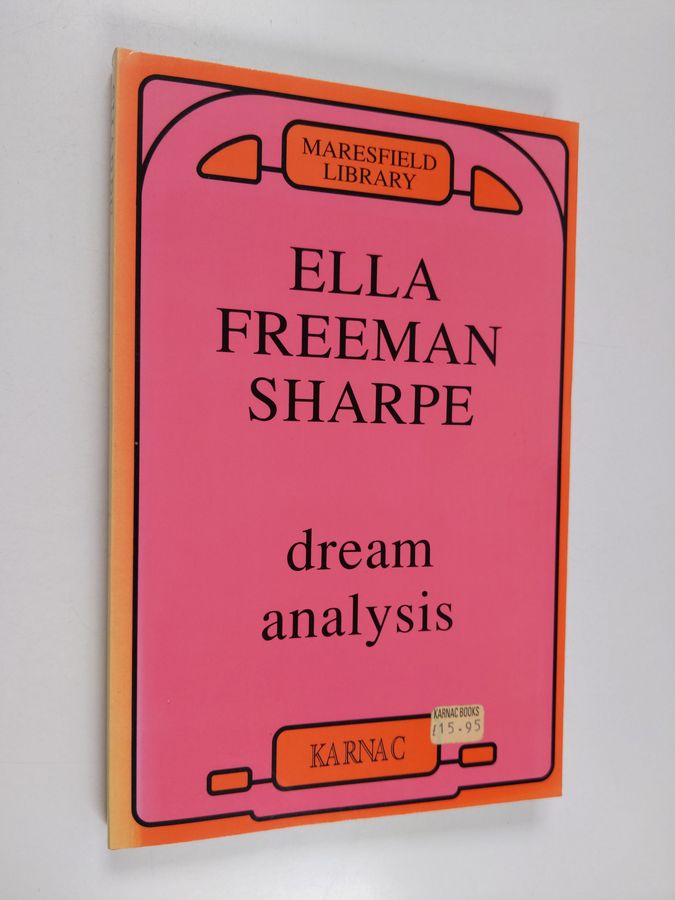 MARESFIELD
LIBRARY
ELLA
FREEMAN
SHARPE
dream
analysis
KARNAC BOOKS
£15.95
KARNAC